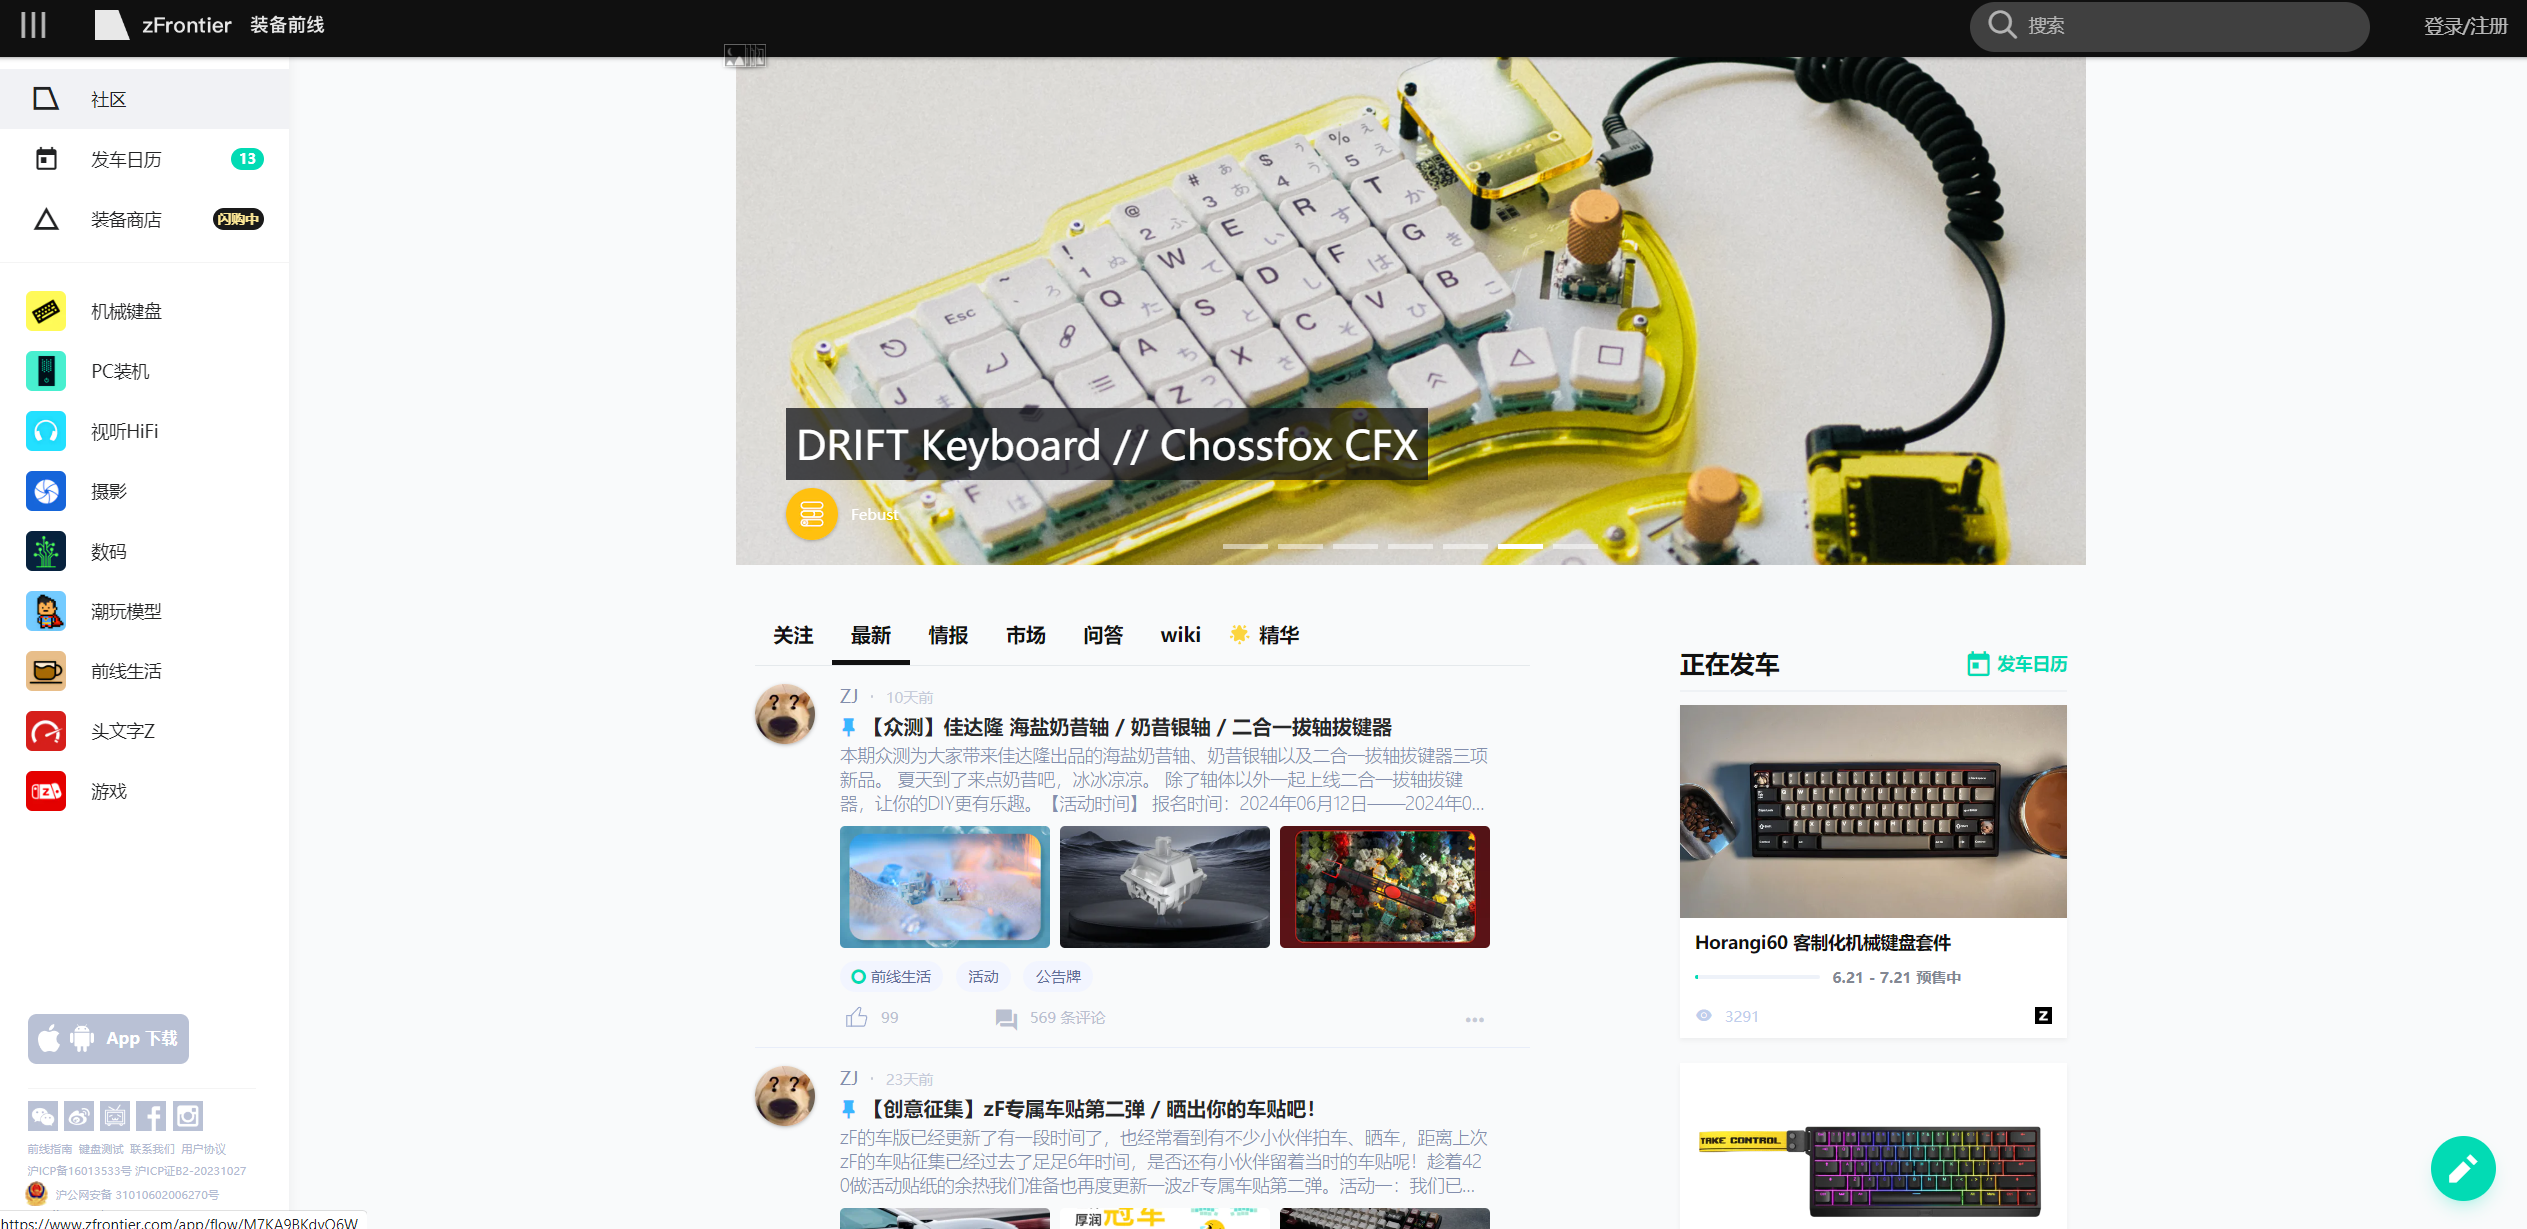 zFrontier 装备前线
搜索
登录/注册
社区
发车日历 13
装备商店 闪购中
机械键盘
PC装机
视听HiFi
摄影
数码
潮玩模型
前线生活
头文字Z
游戏
App 下载
前线指南 键盘测试 联系我们 用户协议
沪ICP备16013533号 沪ICP证B2-20231027
沪公网安备 31010602006270号
https://www.zfrontier.com/app/flow/M7KA9BKdyO6W
DRIFT Keyboard // Chossfox CFX
Febust
关注 最新 情报 市场 问答 wiki 精华
ZJ · 10天前
【众测】佳达隆 海盐奶昔轴 / 奶昔银轴 / 二合一拔轴拔键器
本期众测为大家带来佳达隆出品的海盐奶昔轴、奶昔银轴以及二合一拔轴拔键器三项
新品。 夏天到了来点奶昔吧，冰冰凉凉。 除了轴体以外一起上线二合一拔轴拔键
器，让你的DIY更有乐趣。【活动时间】 报名时间：2024年06月12日——2024年0...
前线生活 活动 公告牌
99 569 条评论
ZJ · 23天前
【创意征集】zF专属车贴第二弹 / 晒出你的车贴吧！
zF的车版已经更新了有一段时间了，也经常看到有不少小伙伴拍车、晒车，距离上次
zF的车贴征集已经过去了足足6年时间，是否还有小伙伴留着当时的车贴呢！趁着42
0做活动贴纸的余热我们准备也再度更新一波zF专属车贴第二弹。活动一：我们已...
厚润 冠军
正在发车 发车日历
Horangi60 客制化机械键盘套件
6.21 - 7.21 预售中
3291
TAKE CONTROL